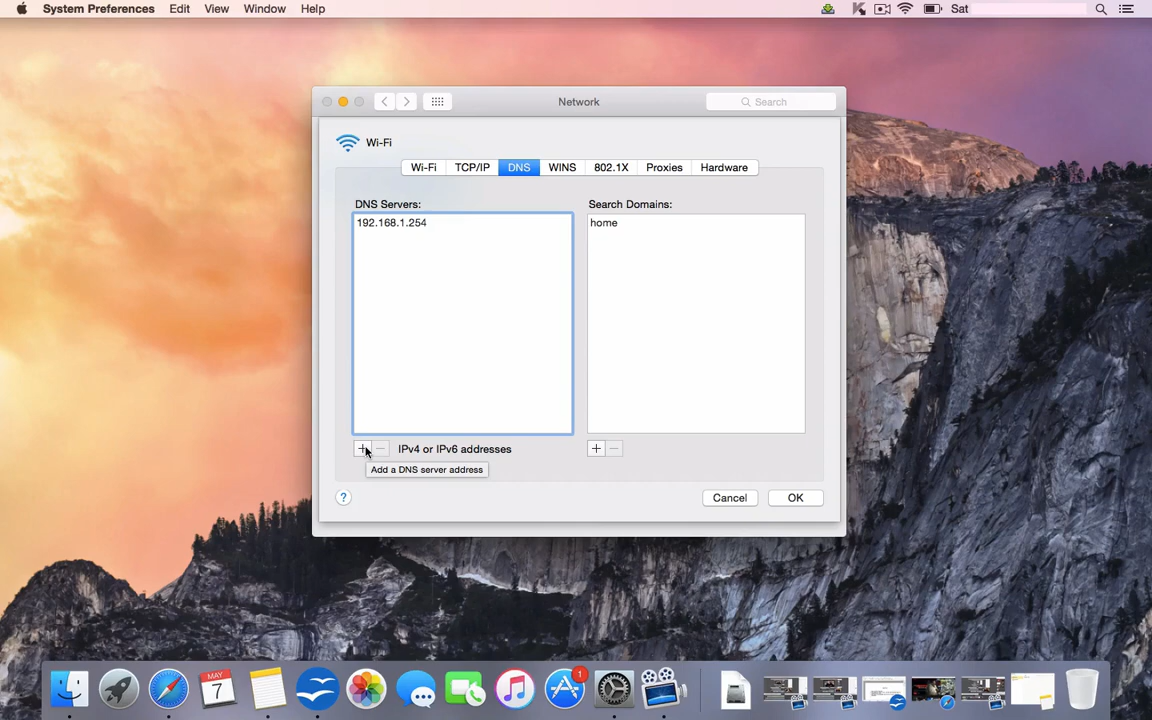 System Preferences Edit View Window Help Sat
Network
Search
Wi-Fi
Wi-Fi TCP/IP DNS WINS 802.1X Proxies Hardware
DNS Servers: Search Domains:
192.168.1.254 home
+ − IPv4 or IPv6 addresses + −
Add a DNS server address
? Cancel OK
MAY
7
1